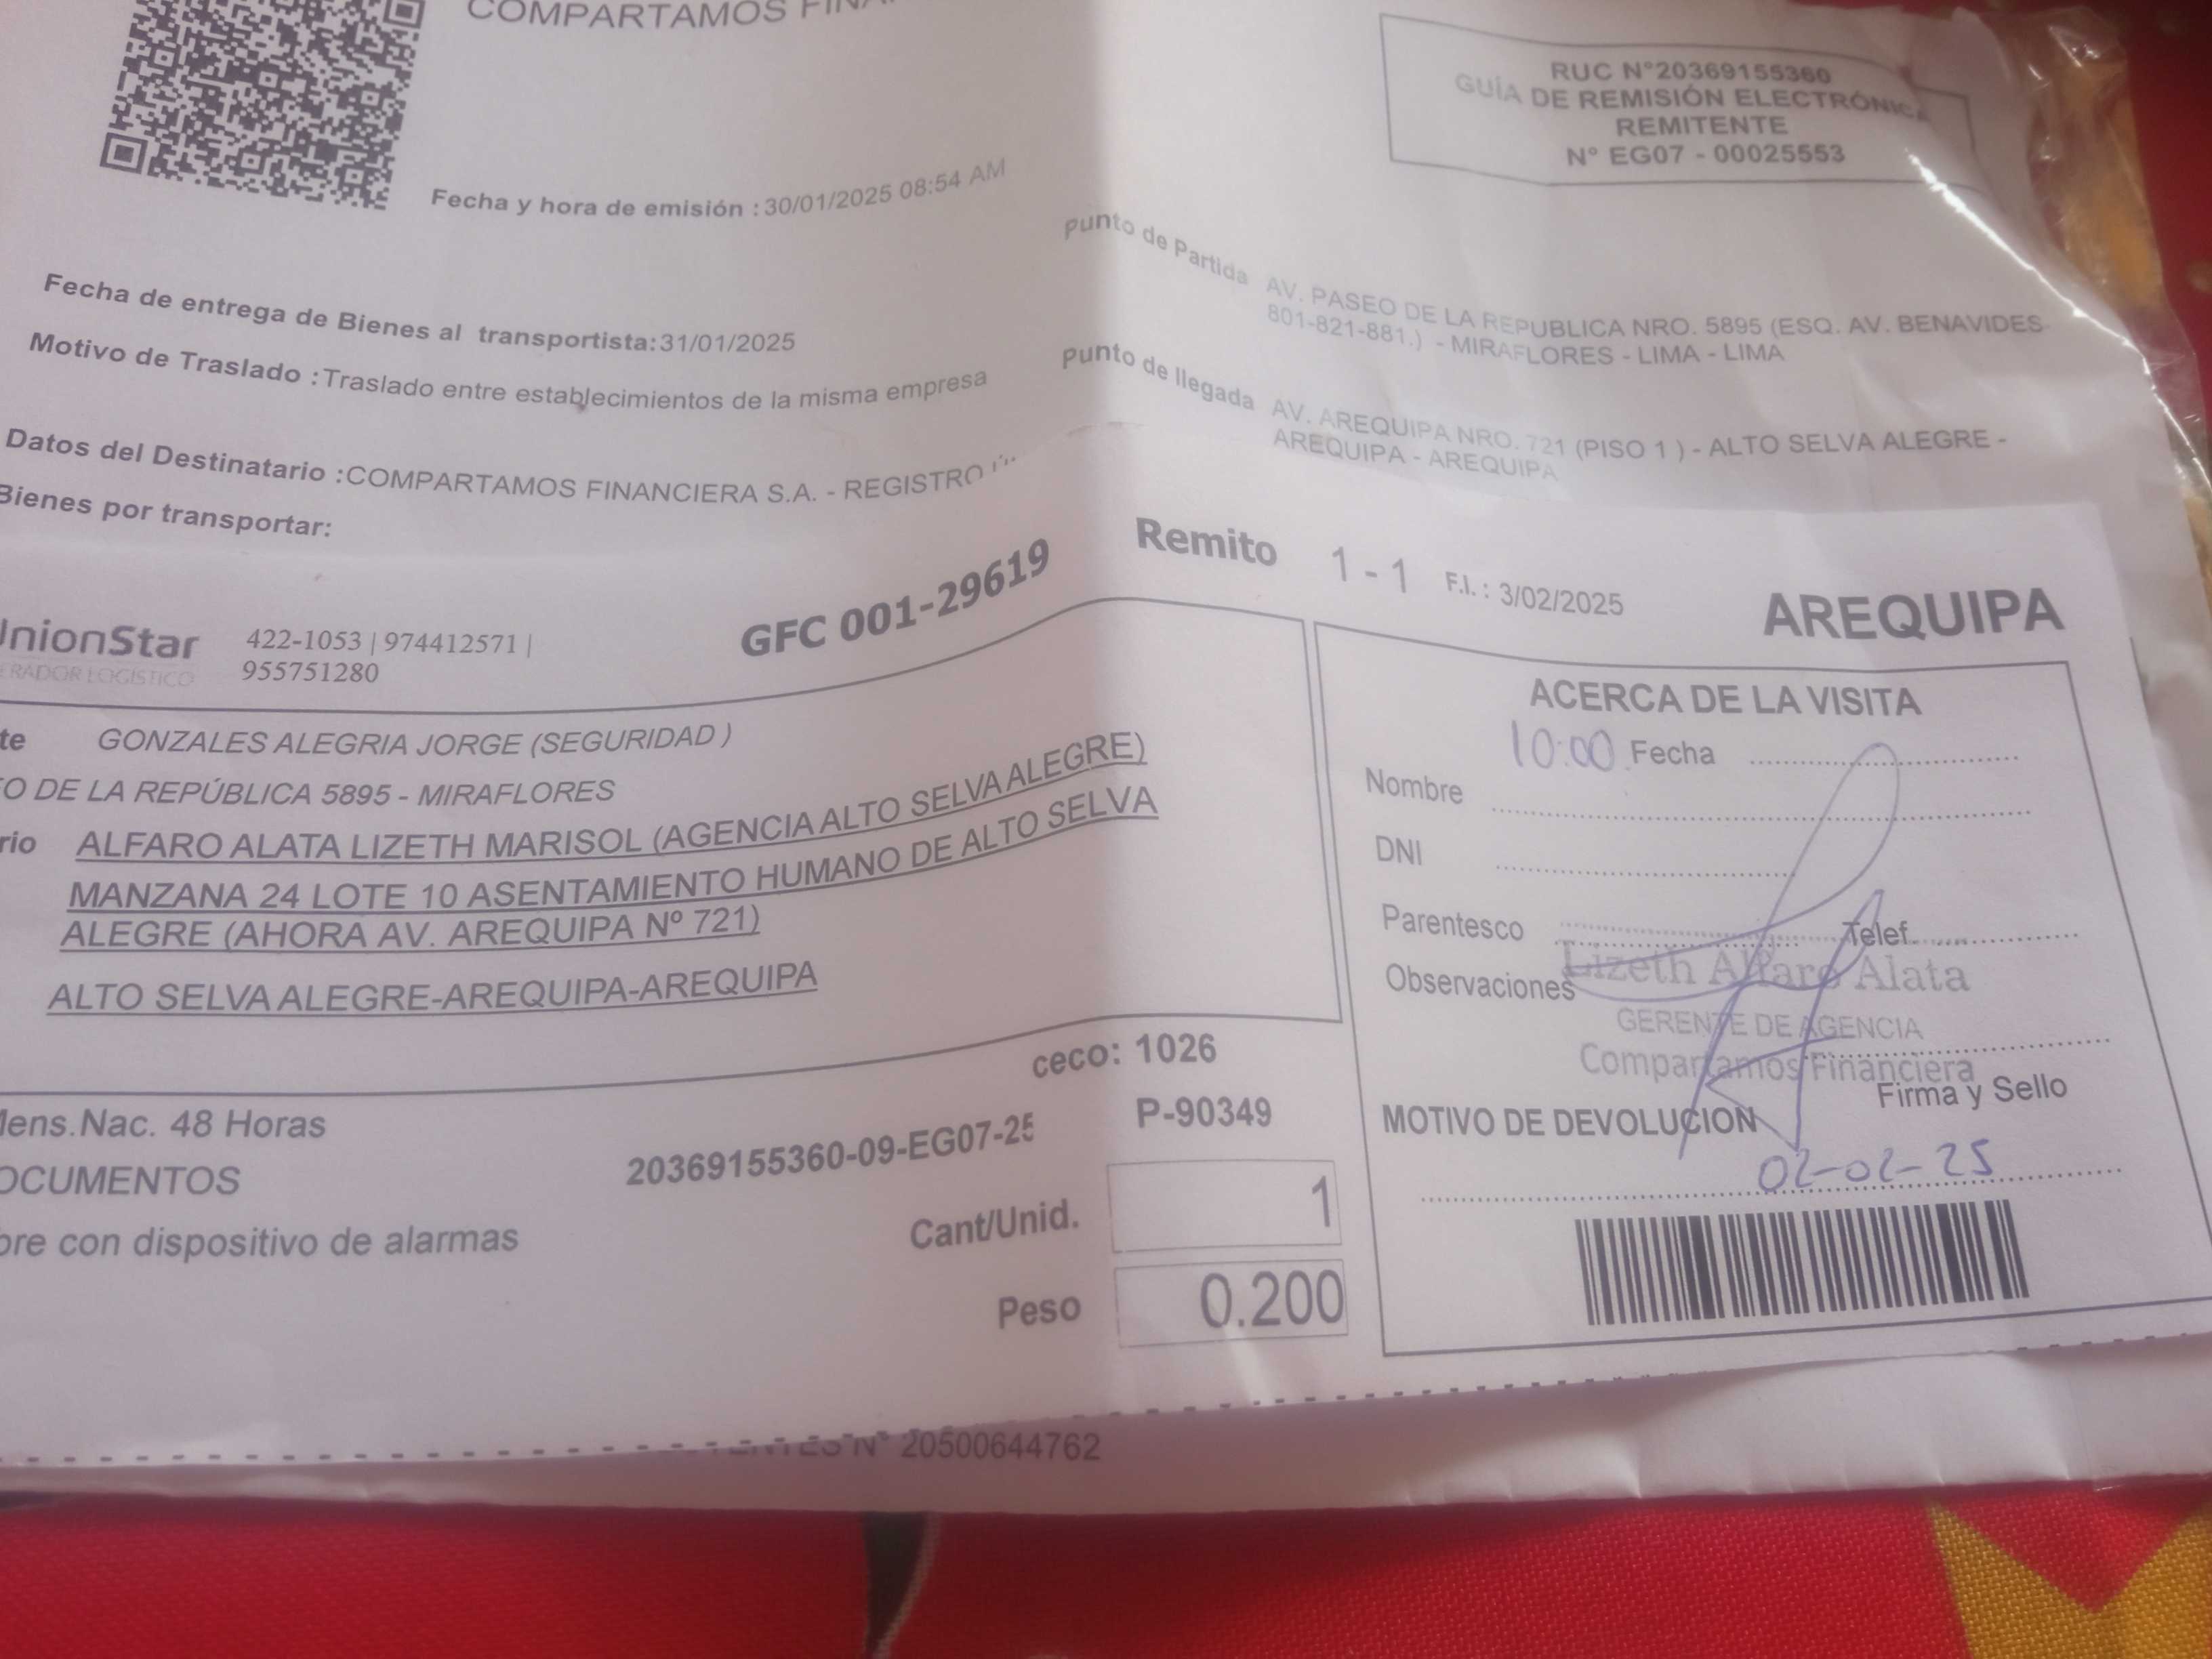 COMPARTAMOS
RUC N°20369155360
GUÍA DE REMISIÓN ELECTRÓNICA
REMITENTE
N° EG07 - 00025553
Fecha y hora de emisión : 30/01/2025 08:54 AM
Fecha de entrega de Bienes al transportista: 31/01/2025
Motivo de Traslado : Traslado entre establecimientos de la misma empresa
Datos del Destinatario : COMPARTAMOS FINANCIERA S.A. - REGISTRO
Bienes por transportar:
Punto de Partida AV. PASEO DE LA REPUBLICA NRO. 5895 (ESQ. AV. BENAVIDES
801-821-881.) - MIRAFLORES - LIMA - LIMA
Punto de llegada AV. AREQUIPA NRO. 721 (PISO 1 ) - ALTO SELVA ALEGRE -
AREQUIPA - AREQUIPA
UnionStar 422-1053 | 974412571 |
955751280
ERADOR LOGÍSTICO
GFC 001-29619 Remito 1 - 1 F.I. : 3/02/2025 AREQUIPA
te GONZALES ALEGRIA JORGE (SEGURIDAD )
O DE LA REPÚBLICA 5895 - MIRAFLORES
rio ALFARO ALATA LIZETH MARISOL (AGENCIA ALTO SELVA ALEGRE)
MANZANA 24 LOTE 10 ASENTAMIENTO HUMANO DE ALTO SELVA
ALEGRE (AHORA AV. AREQUIPA Nº 721)
ALTO SELVA ALEGRE-AREQUIPA-AREQUIPA
ceco: 1026
Mens.Nac. 48 Horas
20369155360-09-EG07-25 P-90349
OCUMENTOS
bre con dispositivo de alarmas
Cant/Unid. 1
Peso 0.200
ACERCA DE LA VISITA
10:00 Fecha
Nombre
DNI
Parentesco Telef.
Observaciones
Lizeth Alfaro Alata
GERENTE DE AGENCIA
Compartamos Financiera
Firma y Sello
MOTIVO DE DEVOLUCION
02-02-25
N° 20500644762